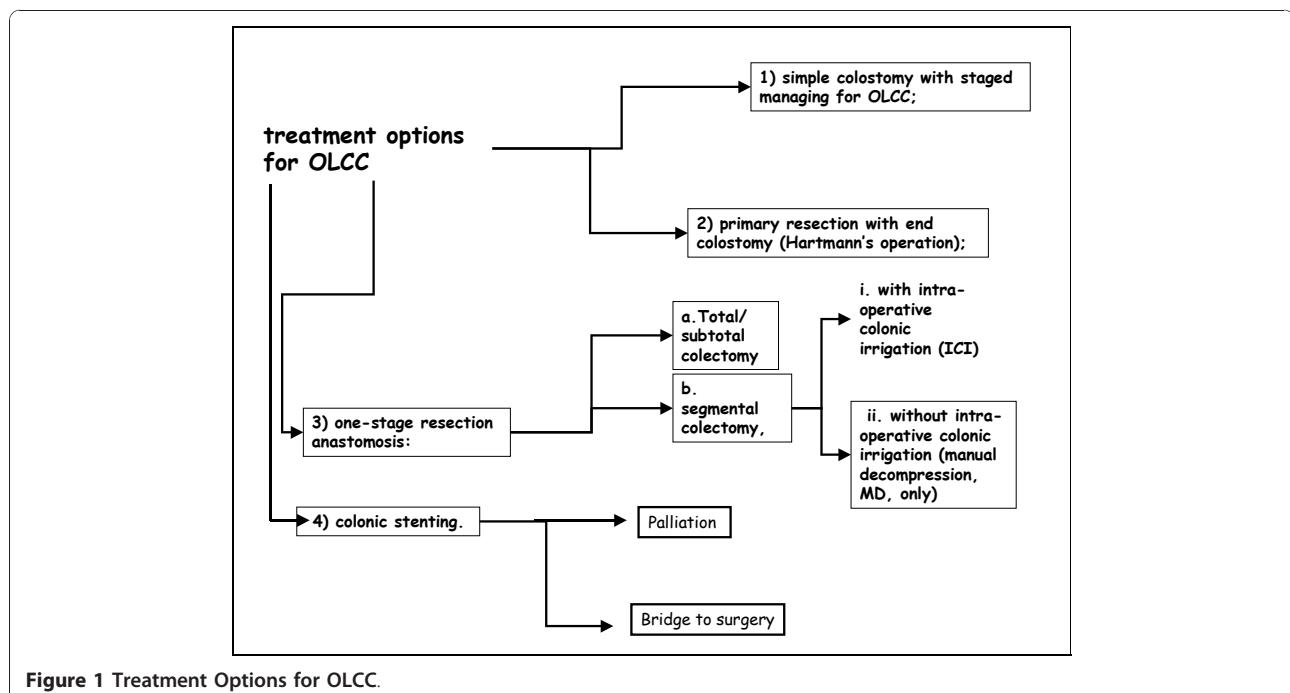 1) simple colostomy with staged
managing for OLCC;
treatment options
for OLCC
2) primary resection with end
colostomy (Hartmann's operation);
a.Total/
subtotal
colectomy
i. with intra-
operative
colonic
irrigation (ICI)
b.
segmental
colectomy,
ii. without intra-
operative colonic
irrigation (manual
decompression,
MD, only)
3) one-stage resection
anastomosis:
4) colonic stenting.
Palliation
Bridge to surgery
Figure 1 Treatment Options for OLCC.